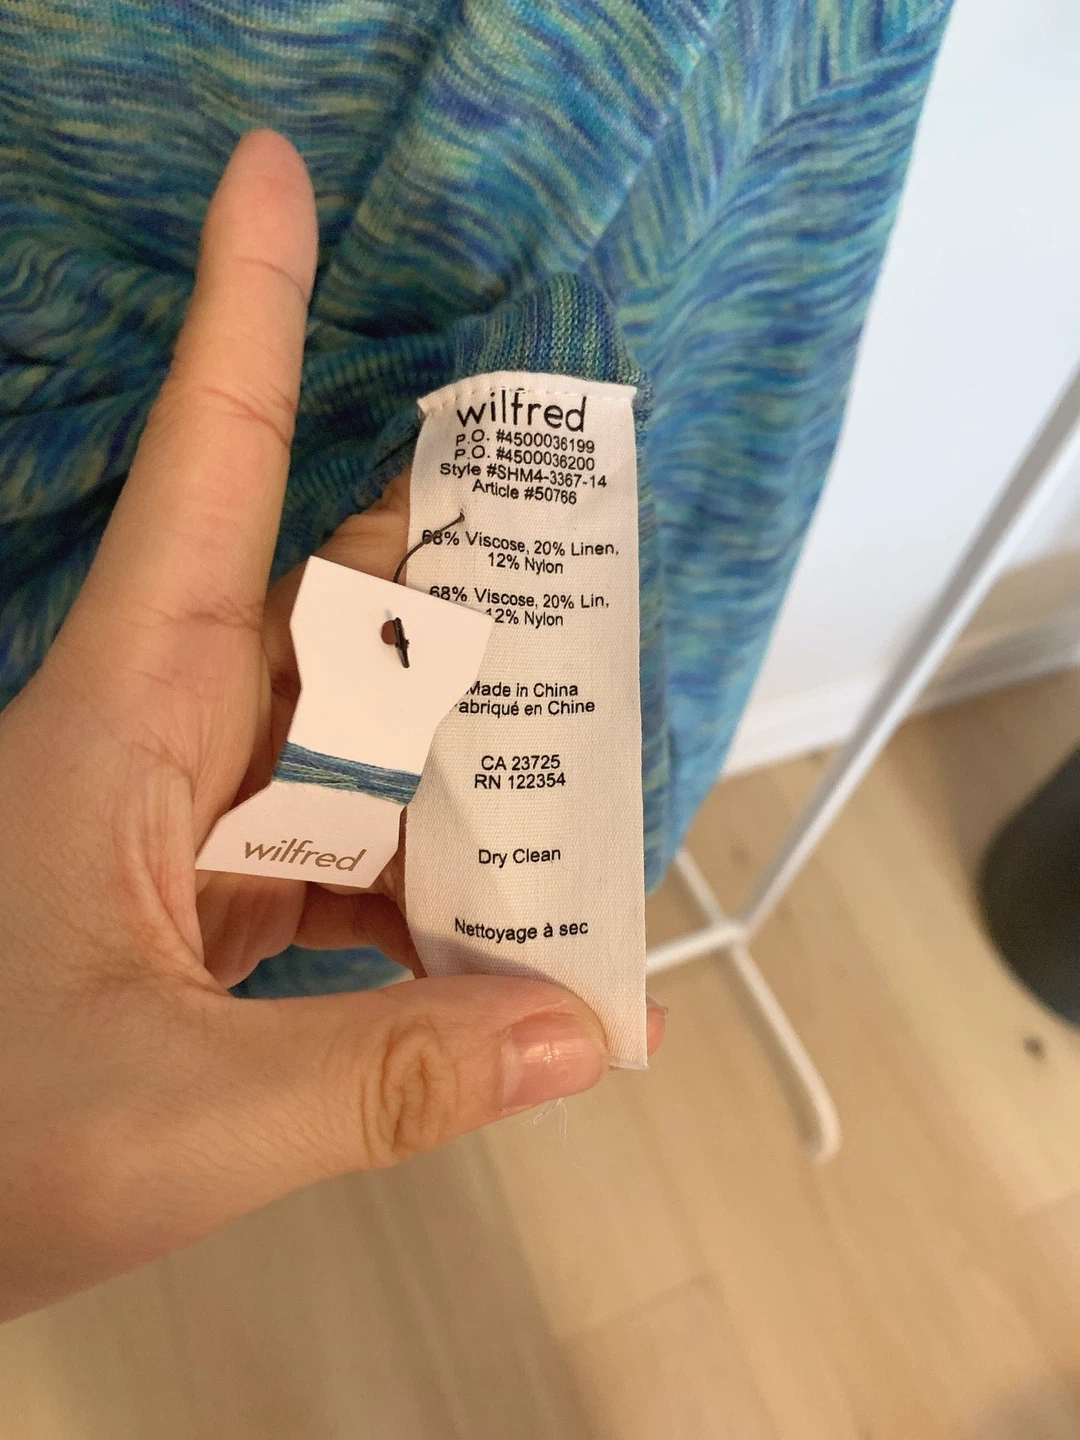 wilfred
P.O. #4500036199
P.O. #4500036200
Style #SHM4-3367-14
Article #50766
68% Viscose, 20% Linen,
12% Nylon
68% Viscose, 20% Lin,
12% Nylon
Made in China
Fabriqué en Chine
CA 23725
RN 122354
Dry Clean
Nettoyage à sec
wilfred